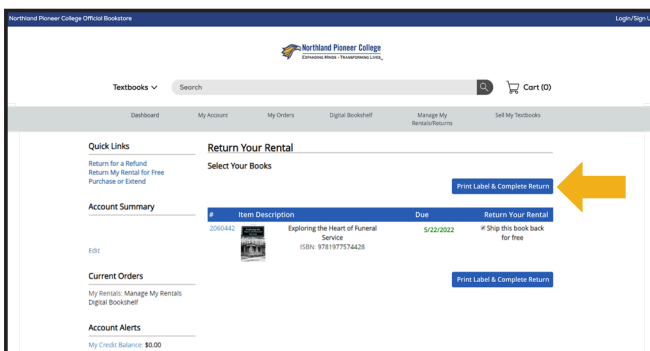 Northland Pioneer College Official Bookstore
Login/Sign U
Northland Pioneer College
Expanding Minds • Transforming Lives
Textbooks
Search
Cart (0)
Dashboard
My Account
My Orders
Digital Bookshelf
Manage My
Rentals/Returns
Sell My Textbooks
Quick Links
Return for a Refund
Return My Rental for Free
Purchase or Extend
Account Summary
Edit
Current Orders
My Rentals: Manage My Rentals
Digital Bookshelf
Account Alerts
My Credit Balance: $0.00
Return Your Rental
Select Your Books
Print Label & Complete Return
# Item Description Due Return Your Rental
2060442
Exploring the Heart of Funeral
Service
ISBN: 9781977574428
5/22/2022
Ship this book back
for free
Print Label & Complete Return